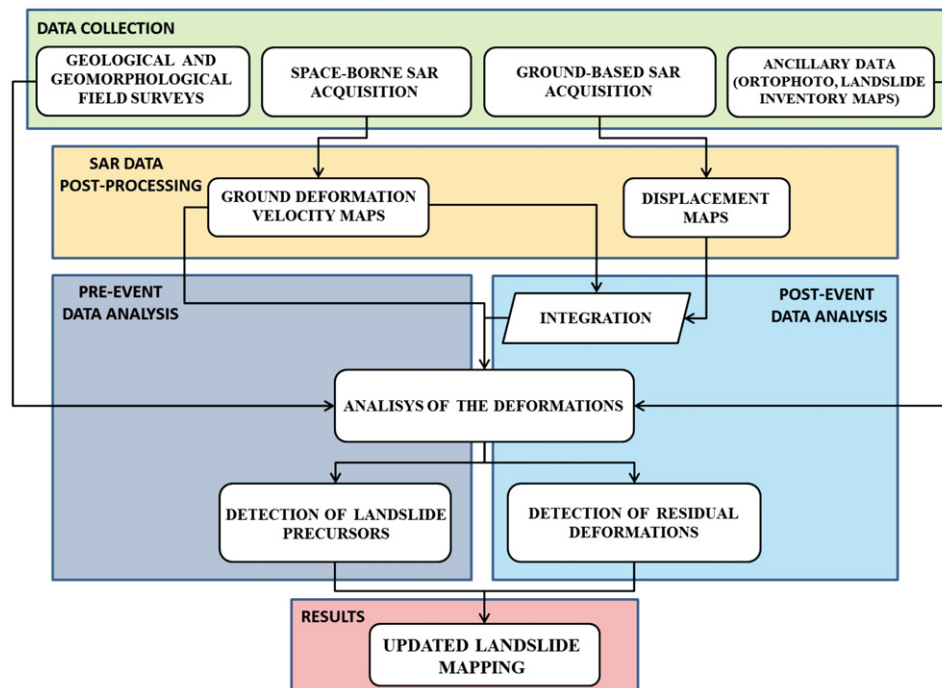 DATA COLLECTION
GEOLOGICAL AND
GEOMORPHOLOGICAL
FIELD SURVEYS
SPACE-BORNE SAR
ACQUISITION
GROUND-BASED SAR
ACQUISITION
ANCILLARY DATA
(ORTOPHOTO, LANDSLIDE
INVENTORY MAPS)
SAR DATA
POST-PROCESSING
GROUND DEFORMATION
VELOCITY MAPS
DISPLACEMENT
MAPS
PRE-EVENT
DATA ANALYSIS
INTEGRATION
POST-EVENT
DATA ANALYSIS
ANALISYS OF THE DEFORMATIONS
DETECTION OF LANDSLIDE
PRECURSORS
DETECTION OF RESIDUAL
DEFORMATIONS
RESULTS
UPDATED LANDSLIDE
MAPPING